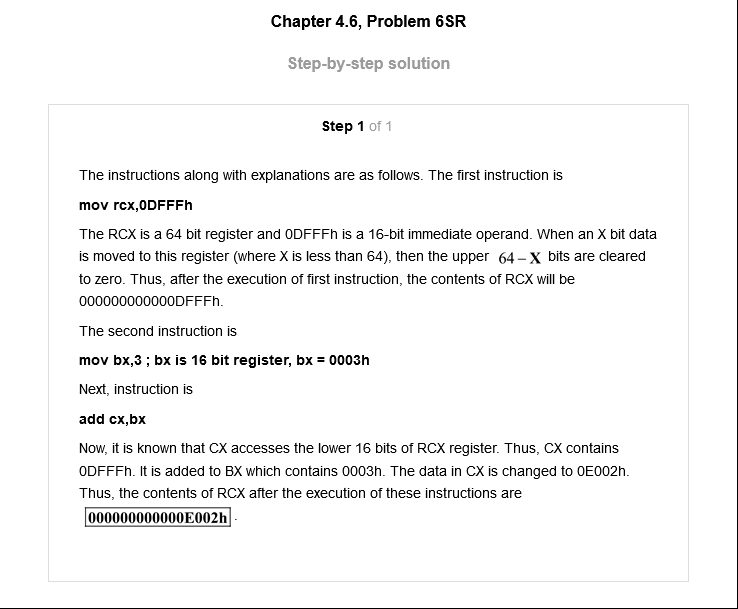 Chapter 4.6, Problem 6SR
Step-by-step solution
Step 1 of 1
The instructions along with explanations are as follows. The first instruction is
mov rcx,0DFFFh
The RCX is a 64 bit register and 0DFFFh is a 16-bit immediate operand. When an X bit data
is moved to this register (where X is less than 64), then the upper 64 – X bits are cleared
to zero. Thus, after the execution of first instruction, the contents of RCX will be
000000000000DFFFh.
The second instruction is
mov bx,3 ; bx is 16 bit register, bx = 0003h
Next, instruction is
add cx,bx
Now, it is known that CX accesses the lower 16 bits of RCX register. Thus, CX contains
0DFFFh. It is added to BX which contains 0003h. The data in CX is changed to 0E002h.
Thus, the contents of RCX after the execution of these instructions are
000000000000E002h .